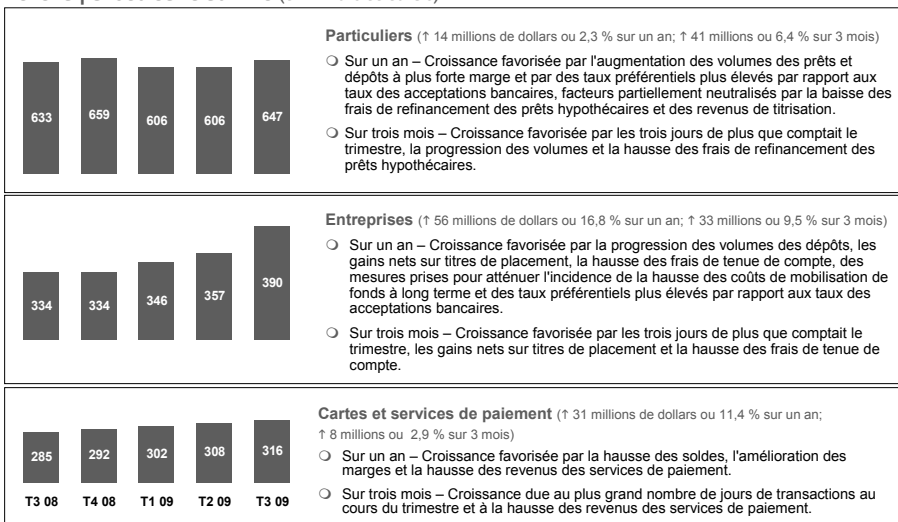 Particuliers (↑ 14 millions de dollars ou 2,3 % sur un an; ↑ 41 millions ou 6,4 % sur 3 mois)
❍ Sur un an – Croissance favorisée par l'augmentation des volumes des prêts et
dépôts à plus forte marge et par des taux préférentiels plus élevés par rapport aux
taux des acceptations bancaires, facteurs partiellement neutralisés par la baisse des
frais de refinancement des prêts hypothécaires et des revenus de titrisation.
❍ Sur trois mois – Croissance favorisée par les trois jours de plus que comptait le
trimestre, la progression des volumes et la hausse des frais de refinancement des
prêts hypothécaires.
633 659 606 606 647
Entreprises (↑ 56 millions de dollars ou 16,8 % sur un an; ↑ 33 millions ou 9,5 % sur 3 mois)
❍ Sur un an – Croissance favorisée par la progression des volumes des dépôts, les
gains nets sur titres de placement, la hausse des frais de tenue de compte, des
mesures prises pour atténuer l'incidence de la hausse des coûts de mobilisation de
fonds à long terme et des taux préférentiels plus élevés par rapport aux taux des
acceptations bancaires.
❍ Sur trois mois – Croissance favorisée par les trois jours de plus que comptait le
trimestre, les gains nets sur titres de placement et la hausse des frais de tenue de
compte.
334 334 346 357 390
Cartes et services de paiement (↑ 31 millions de dollars ou 11,4 % sur un an;
↑ 8 millions ou 2,9 % sur 3 mois)
❍ Sur un an – Croissance favorisée par la hausse des soldes, l'amélioration des
marges et la hausse des revenus des services de paiement.
❍ Sur trois mois – Croissance due au plus grand nombre de jours de transactions au
cours du trimestre et à la hausse des revenus des services de paiement.
285 292 302 308 316
T3 08 T4 08 T1 09 T2 09 T3 09